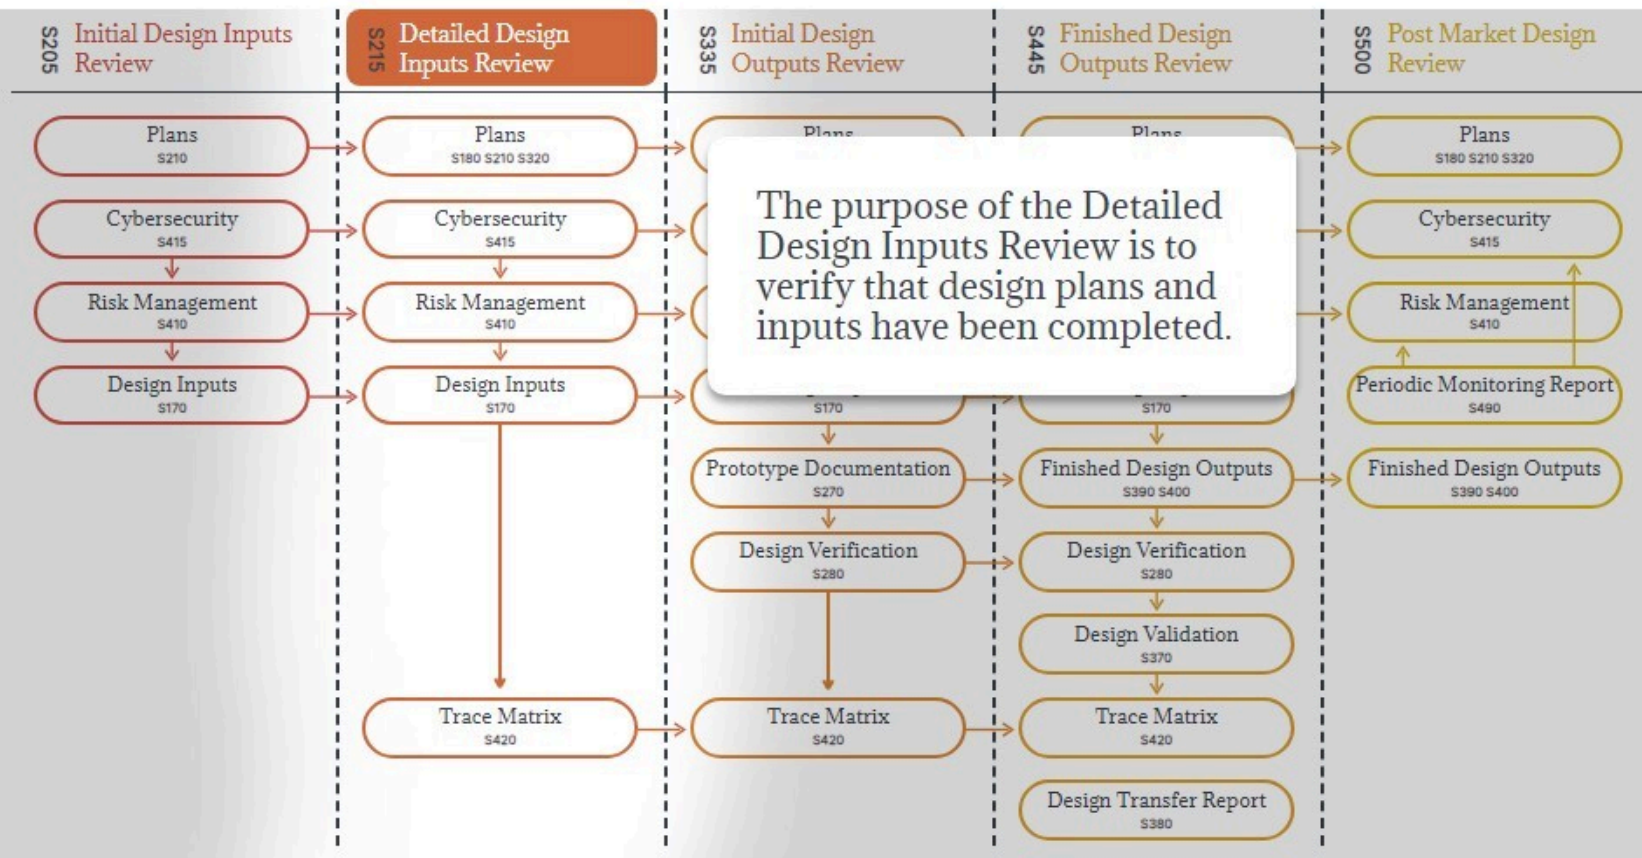 S205
Initial Design Inputs
Review
S215
Detailed Design
Inputs Review
S335
Initial Design
Outputs Review
S445
Finished Design
Outputs Review
S500
Post Market Design
Review
Plans
S210
Cybersecurity
S415
Risk Management
S410
Design Inputs
S170
Plans
S180 S210 S320
Cybersecurity
S415
Risk Management
S410
Design Inputs
S170
Trace Matrix
S420
Plans
The purpose of the Detailed
Design Inputs Review is to
verify that design plans and
inputs have been completed.
S170
Prototype Documentation
S270
Design Verification
S280
Trace Matrix
S420
Plans
S170
Finished Design Outputs
S390 S400
Design Verification
S280
Design Validation
S370
Trace Matrix
S420
Design Transfer Report
S380
Plans
S180 S210 S320
Cybersecurity
S415
Risk Management
S410
Periodic Monitoring Report
S490
Finished Design Outputs
S390 S400